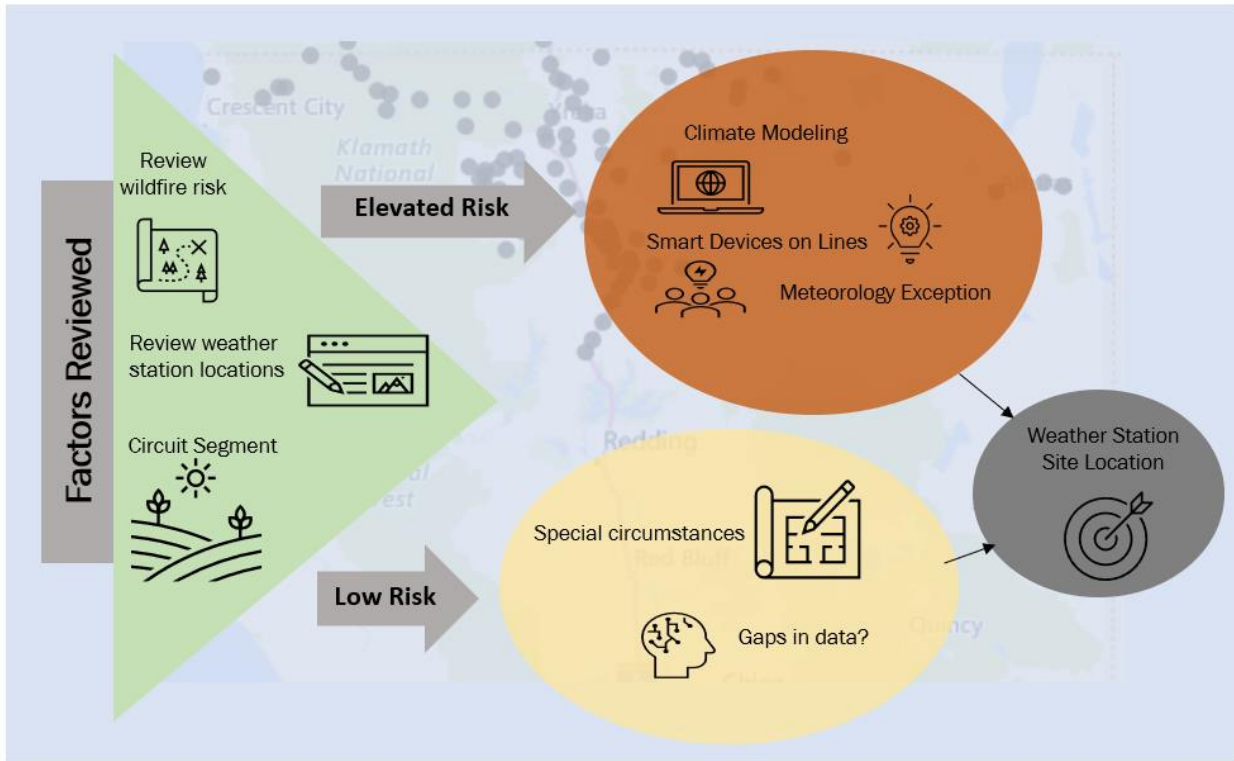 Factors Reviewed
Review
wildfire risk
Review weather
station locations
Circuit Segment
Elevated Risk
Low Risk
Climate Modeling
Smart Devices on Lines
Meteorology Exception
Special circumstances
Gaps in data?
Weather Station
Site Location
Crescent City
Yreka
Klamath
National
Redding
Red Bluff
Quincy